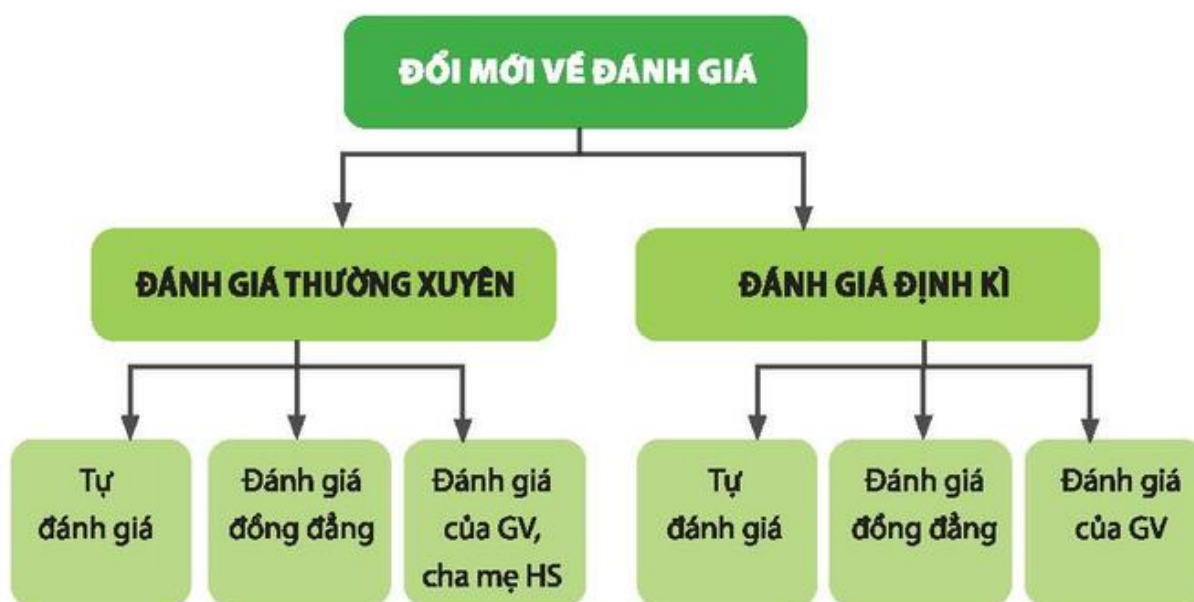 ĐỔI MỚI VỀ ĐÁNH GIÁ
ĐÁNH GIÁ THƯỜNG XUYÊN
ĐÁNH GIÁ ĐỊNH KÌ
Tự
đánh giá
Đánh giá
đồng đẳng
Đánh giá
của GV,
cha mẹ HS
Tự
đánh giá
Đánh giá
đồng đẳng
Đánh giá
của GV